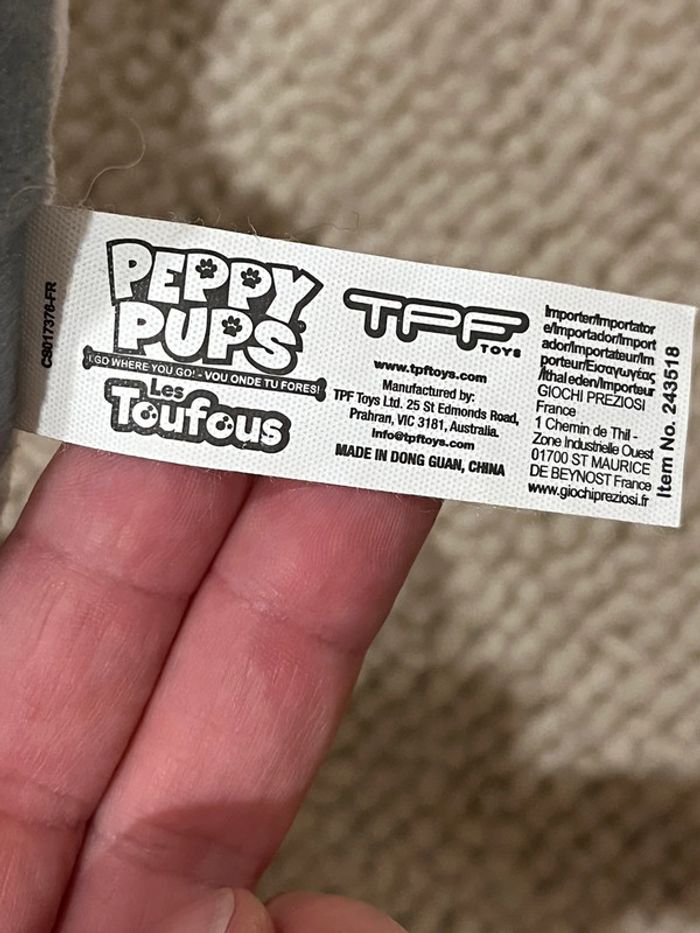 CS017376-FR
PEPPY
PUPS
I GO WHERE YOU GO! - VOU ONDE TU FORES!
Les
Toufous
TPF
TOYS
www.tpftoys.com
Manufactured by:
TPF Toys Ltd. 25 St Edmonds Road,
Prahran, VIC 3181, Australia.
Info@tpftoys.com
MADE IN DONG GUAN, CHINA
Importer/Importator
e/Importador/Import
ador/Importateur/Im
porteur/Εισαγωγέας
/Ithal eden/Importeur
GIOCHI PREZIOSI
France
1 Chemin de Thil -
Zone Industrielle Ouest
01700 ST MAURICE
DE BEYNOST France
www.giochipreziosi.fr
Item No. 243518